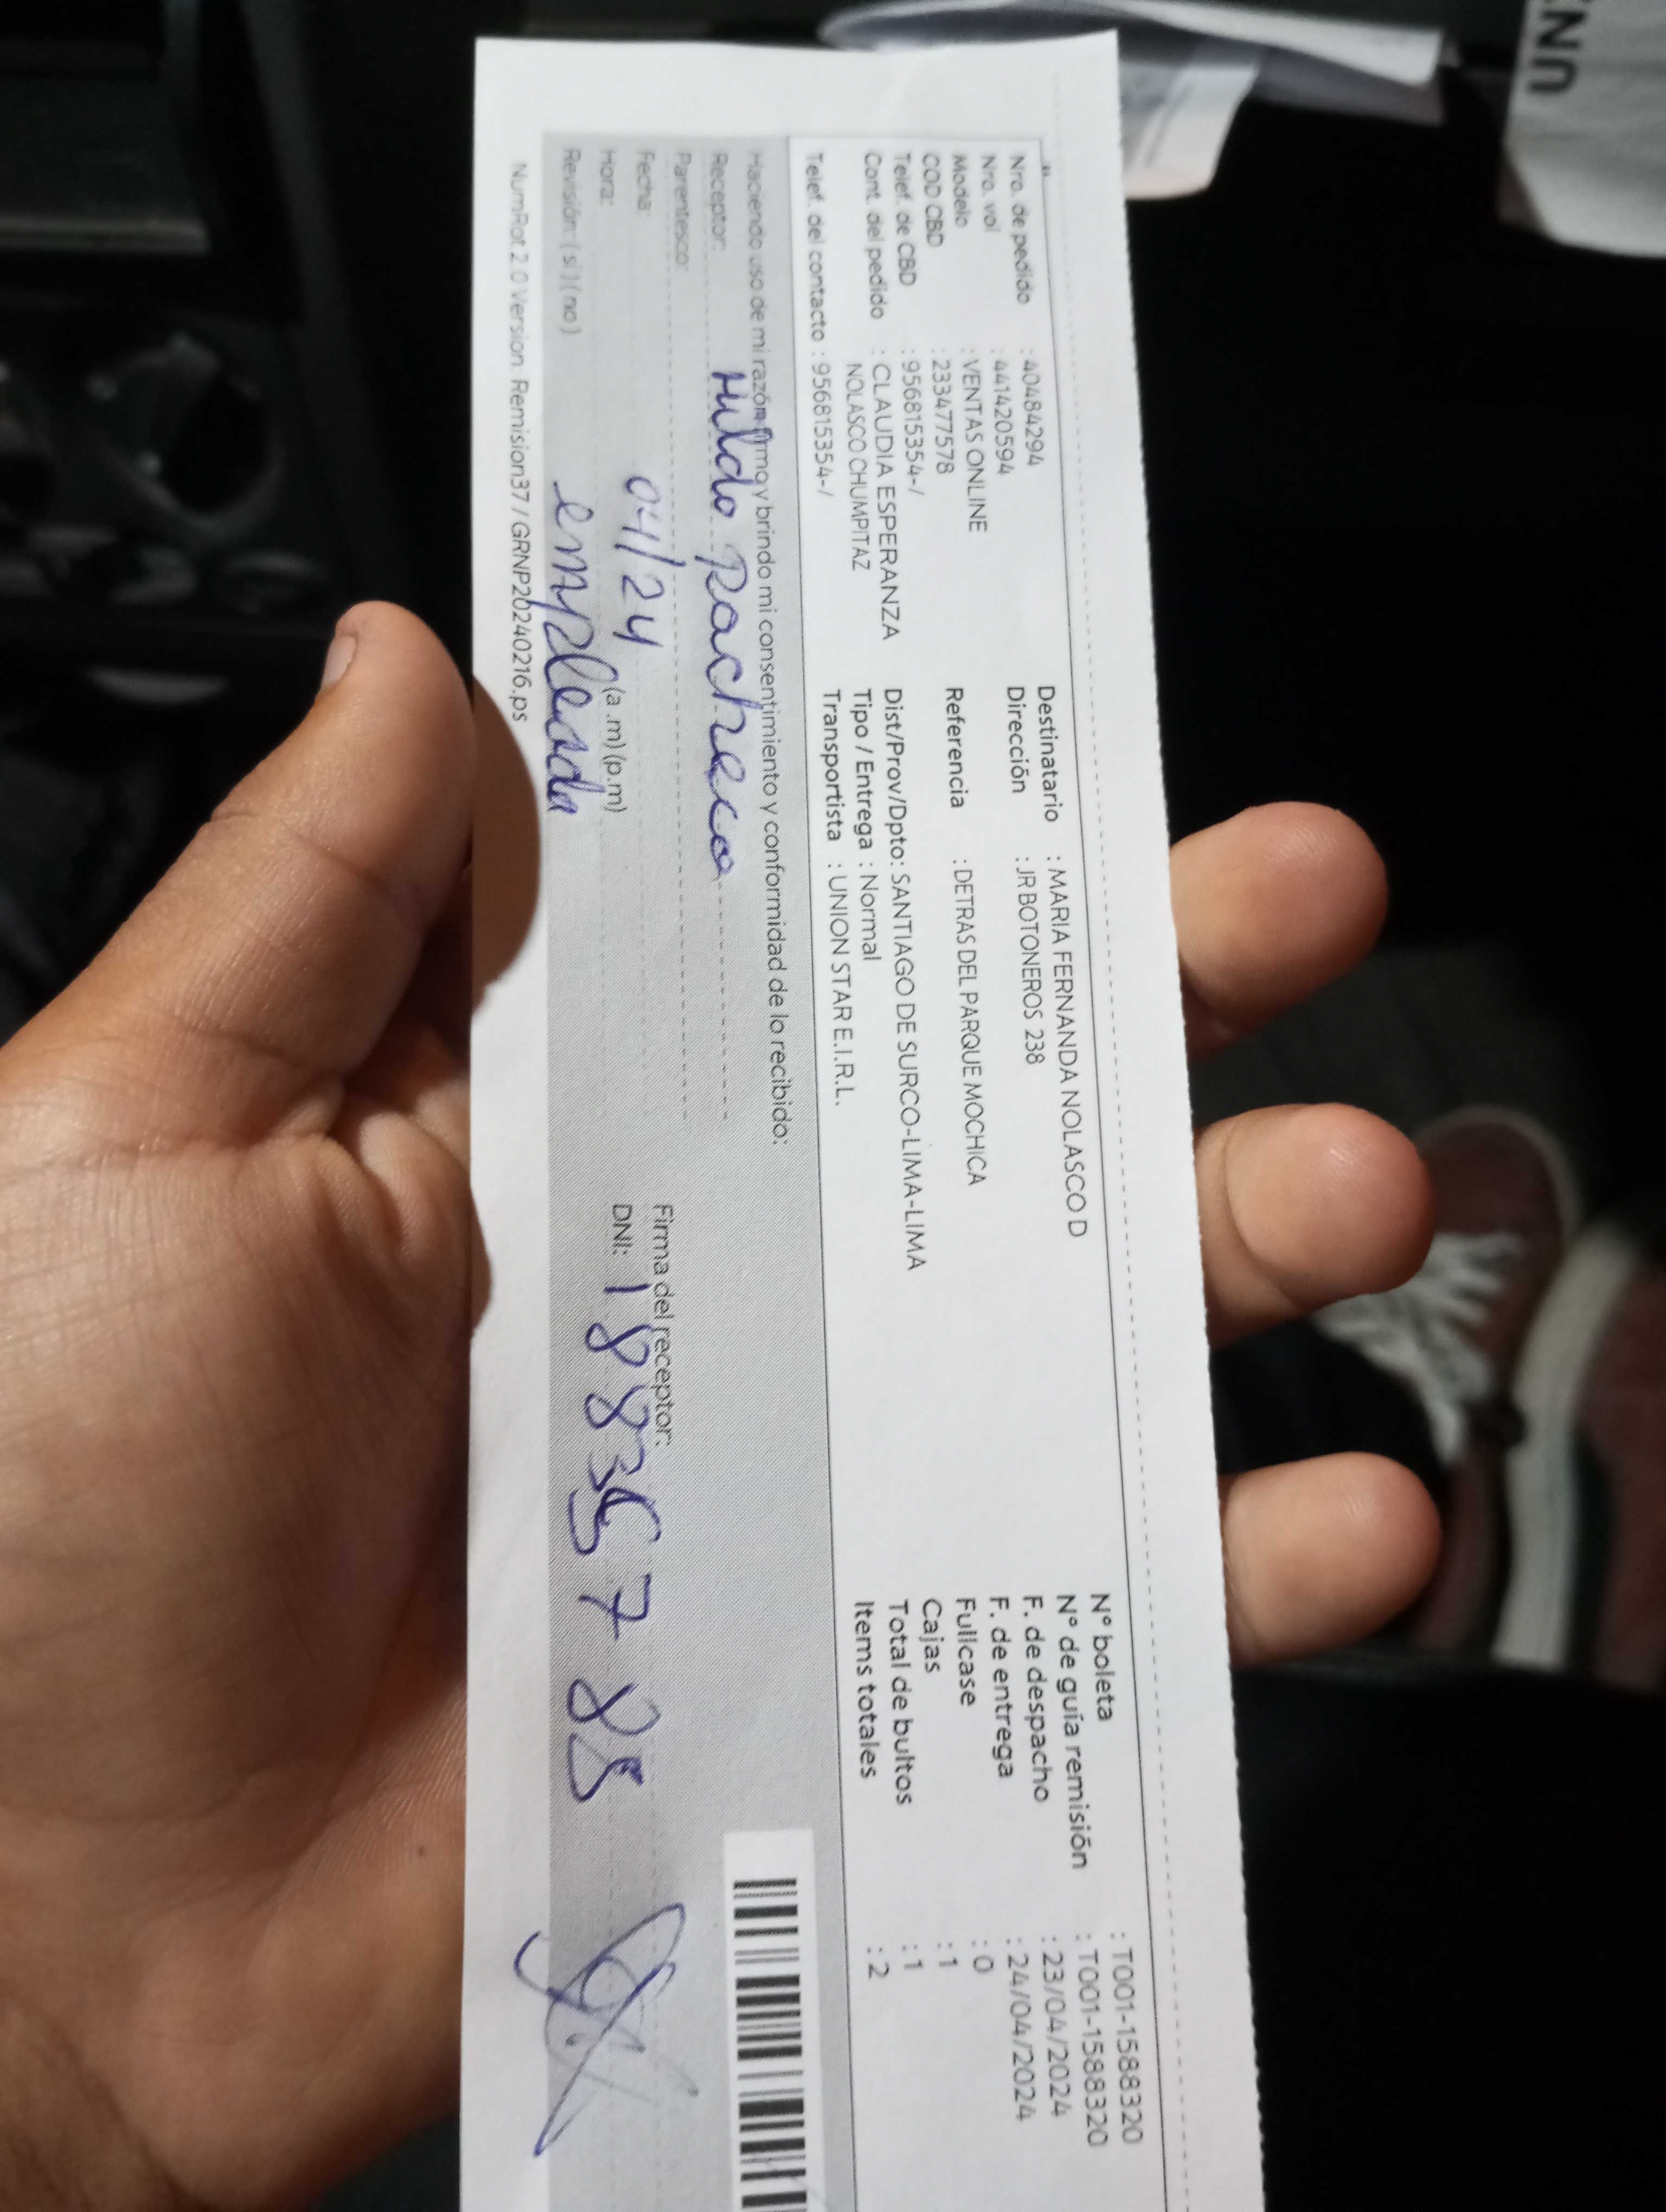 Nro. de pedido : 40484294
Nro. vol : 441420594
Modelo : VENTAS ONLINE
COD CBD : 233477578
Telef. de CBD : 956815354-/
Cont. del pedido : CLAUDIA ESPERANZA
NOLASCO CHUMPITAZ
Telef. del contacto : 956815354-/
Destinatario : MARIA FERNANDA NOLASCO D
Dirección : JR BOTONEROS 238
Referencia : DETRAS DEL PARQUE MOCHICA
Dist/Prov/Dpto: SANTIAGO DE SURCO-LIMA-LIMA
Tipo / Entrega : Normal
Transportista : UNION STAR E.I.R.L.
N° boleta : T001-1588320
N° de guía remisión : T001-1588320
F. de despacho : 23/04/2024
F. de entrega : 24/04/2024
Fullcase : 0
Cajas : 1
Total de bultos : 1
Items totales : 2
Haciendo uso de mi razón firmo y brindo mi consentimiento y conformidad de lo recibido:
Receptor: Hildo Pacheco
Parentesco:
Fecha: 04/24
Hora: (a.m) (p.m)
Revisión: (si) (no) empleada
Firma del receptor:
DNI:
NumRot 2.0 Version: Remision37 / GRNP20240216.ps
UN